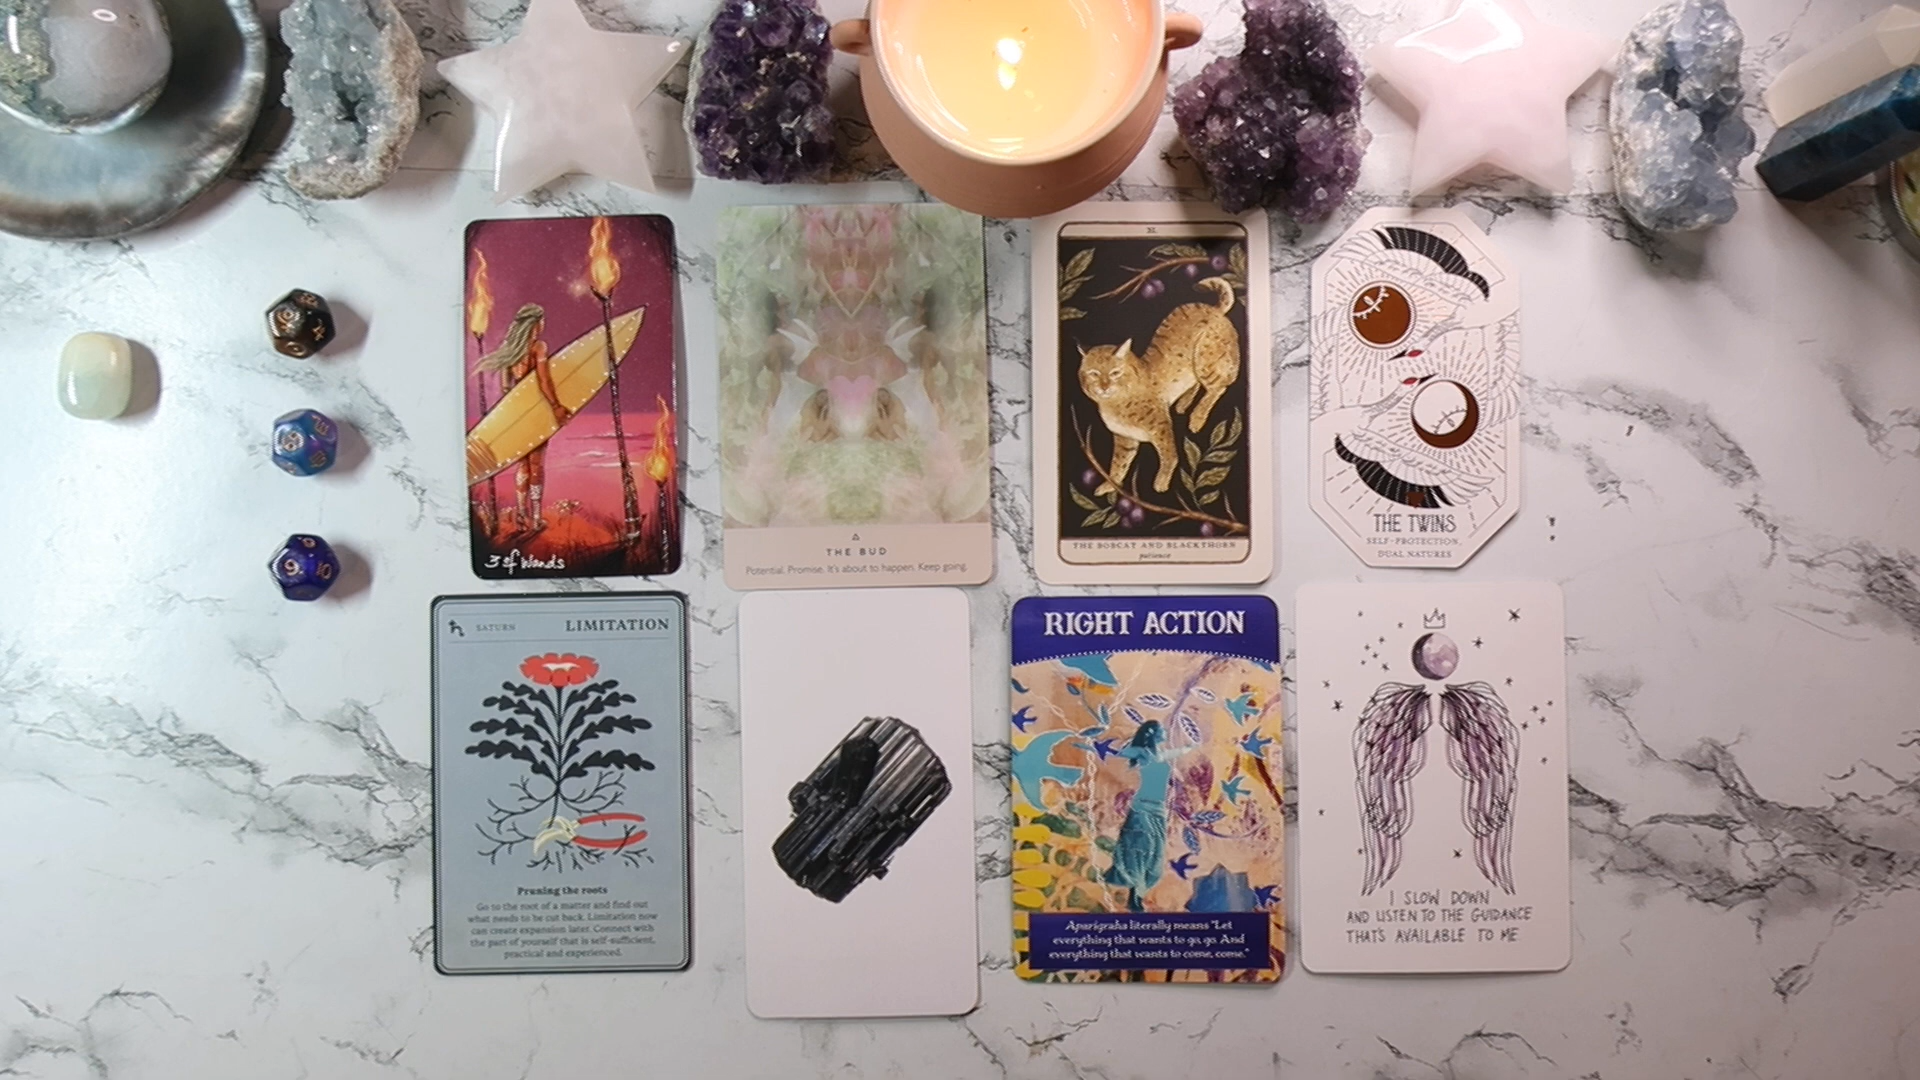 3 of Wands
THE BUD
Potential. Promise. It's about to happen. Keep going.
THE BOBCAT AND BLACKTHORN
patience
THE TWINS
SELF-PROTECTION,
DUAL NATURES
SATURN
LIMITATION
Pruning the roots
Go to the root of a matter and find out
what needs to be cut back. Limitation now
can create expansion later. Connect with
the part of yourself that is self-sufficient,
practical and experienced.
RIGHT ACTION
Aparigraha literally means "Let
everything that wants to go, go. And
everything that wants to come, come."
I SLOW DOWN
AND LISTEN TO THE GUIDANCE
THAT'S AVAILABLE TO ME
9.
10